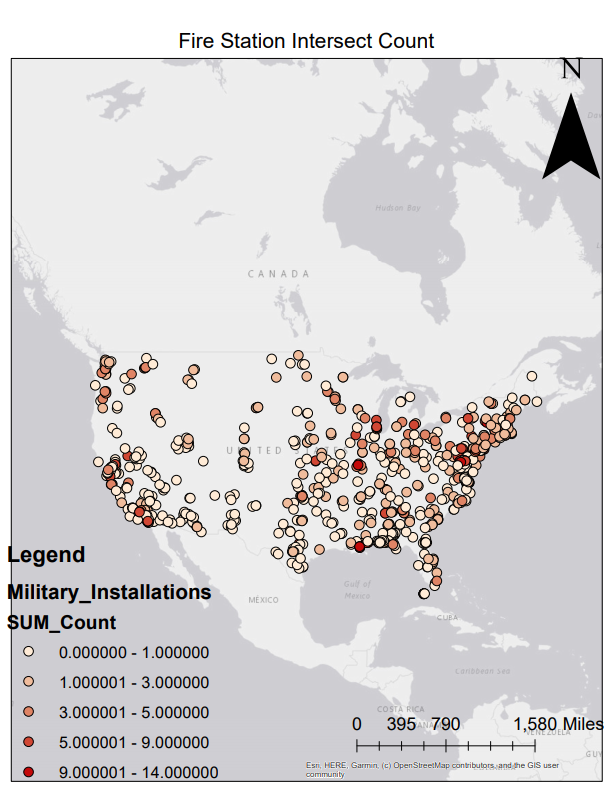 Fire Station Intersect Count
N
Hudson Bay
CANADA
UNITED STATE
Legend
Military_Installations
SUM_Count
0.000000 - 1.000000
1.000001 - 3.000000
3.000001 - 5.000000
5.000001 - 9.000000
9.000001 - 14.000000
Gulf of
Mexico
MÉXICO
CUBA
Caribbean Sea
COSTA RICA
0 395 790 1,580 Miles
VENEZUELA
Esri, HERE, Garmin, (c) OpenStreetMap contributors, and the GIS user
community